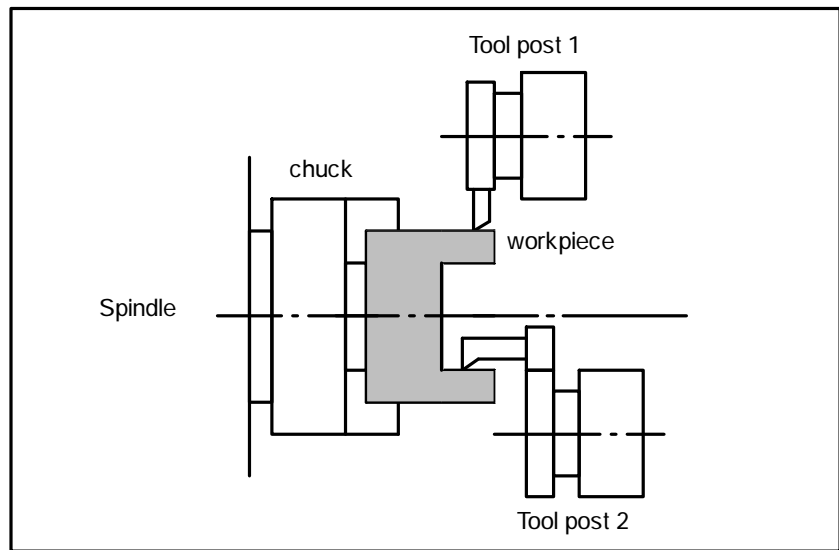 Tool post 1
chuck
workpiece
Spindle
Tool post 2